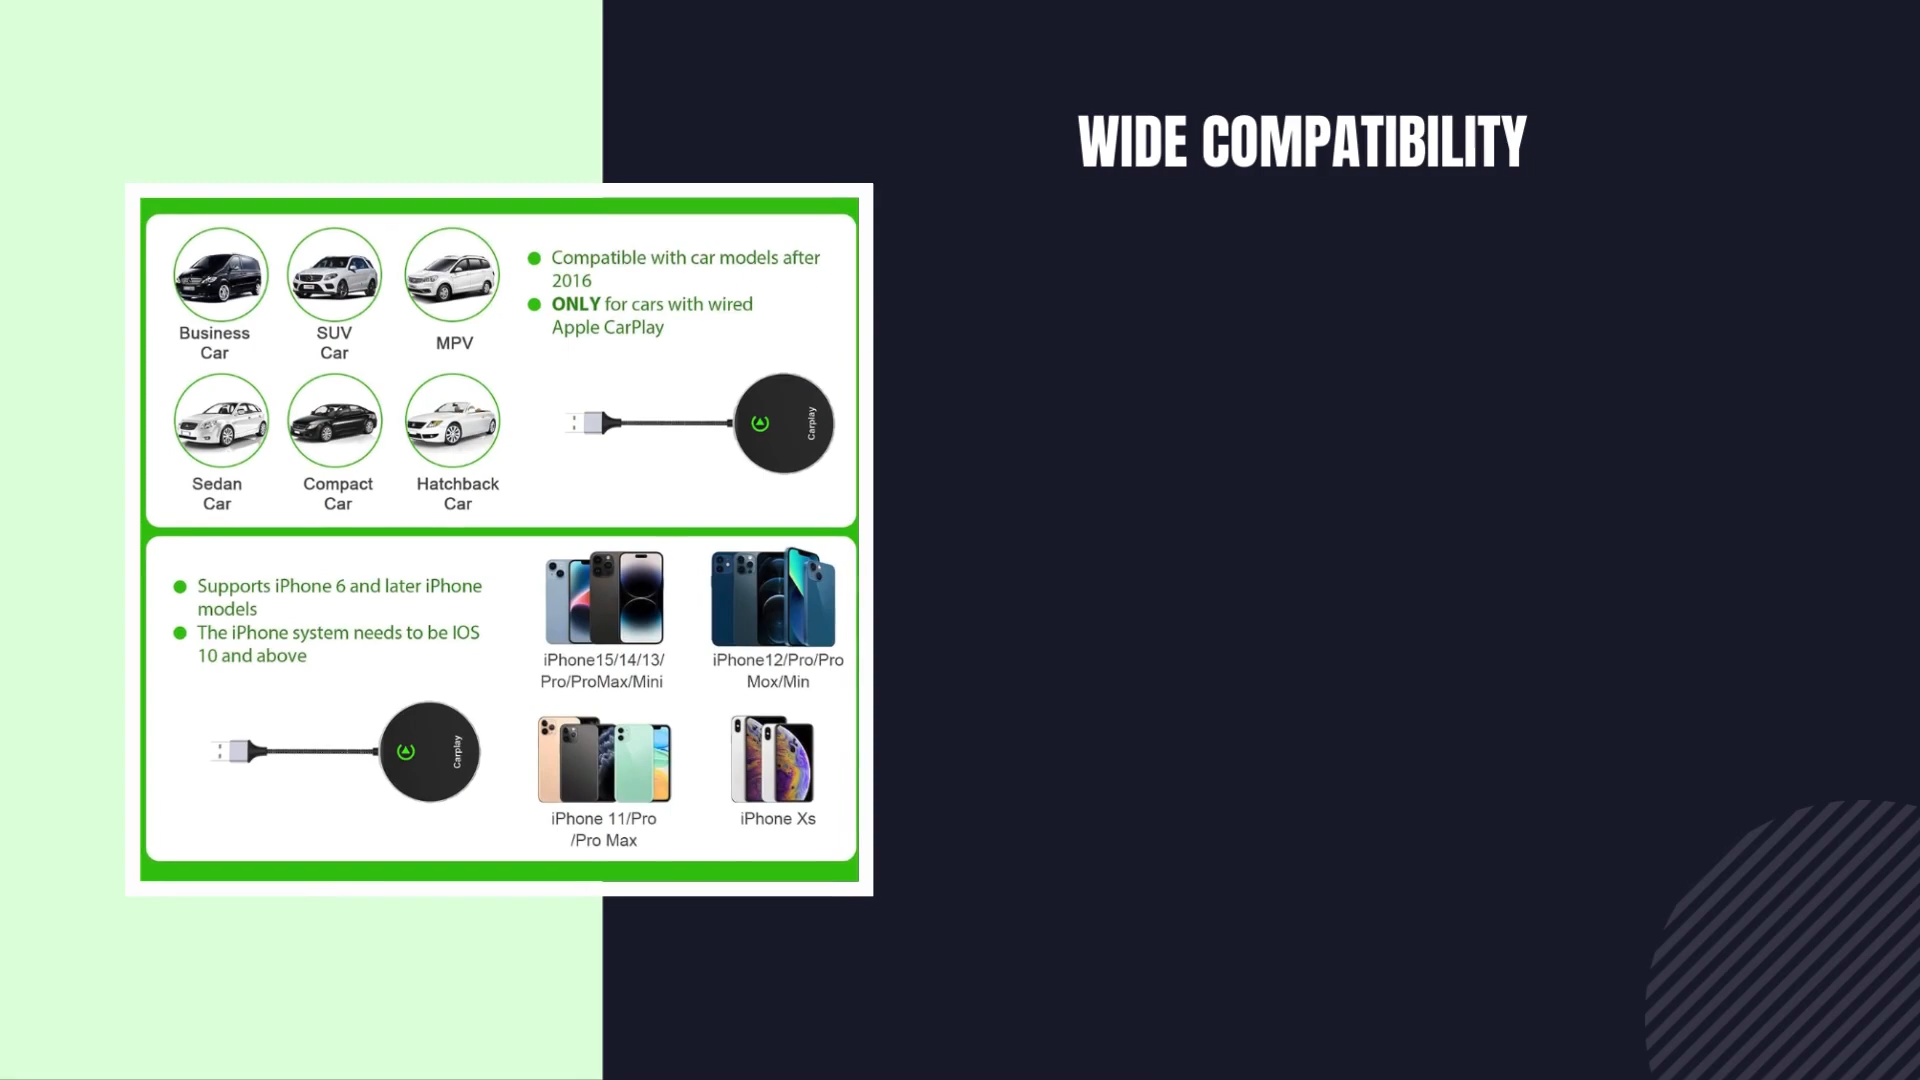 WIDE COMPATIBILITY
Business
Car
SUV
Car
MPV
Compatible with car models after
2016
ONLY for cars with wired
Apple CarPlay
Carplay
Sedan
Car
Compact
Car
Hatchback
Car
Supports iPhone 6 and later iPhone
models
The iPhone system needs to be IOS
10 and above
Carplay
iPhone15/14/13/
Pro/ProMax/Mini
iPhone12/Pro/Pro
Mox/Min
iPhone 11/Pro
/Pro Max
iPhone Xs